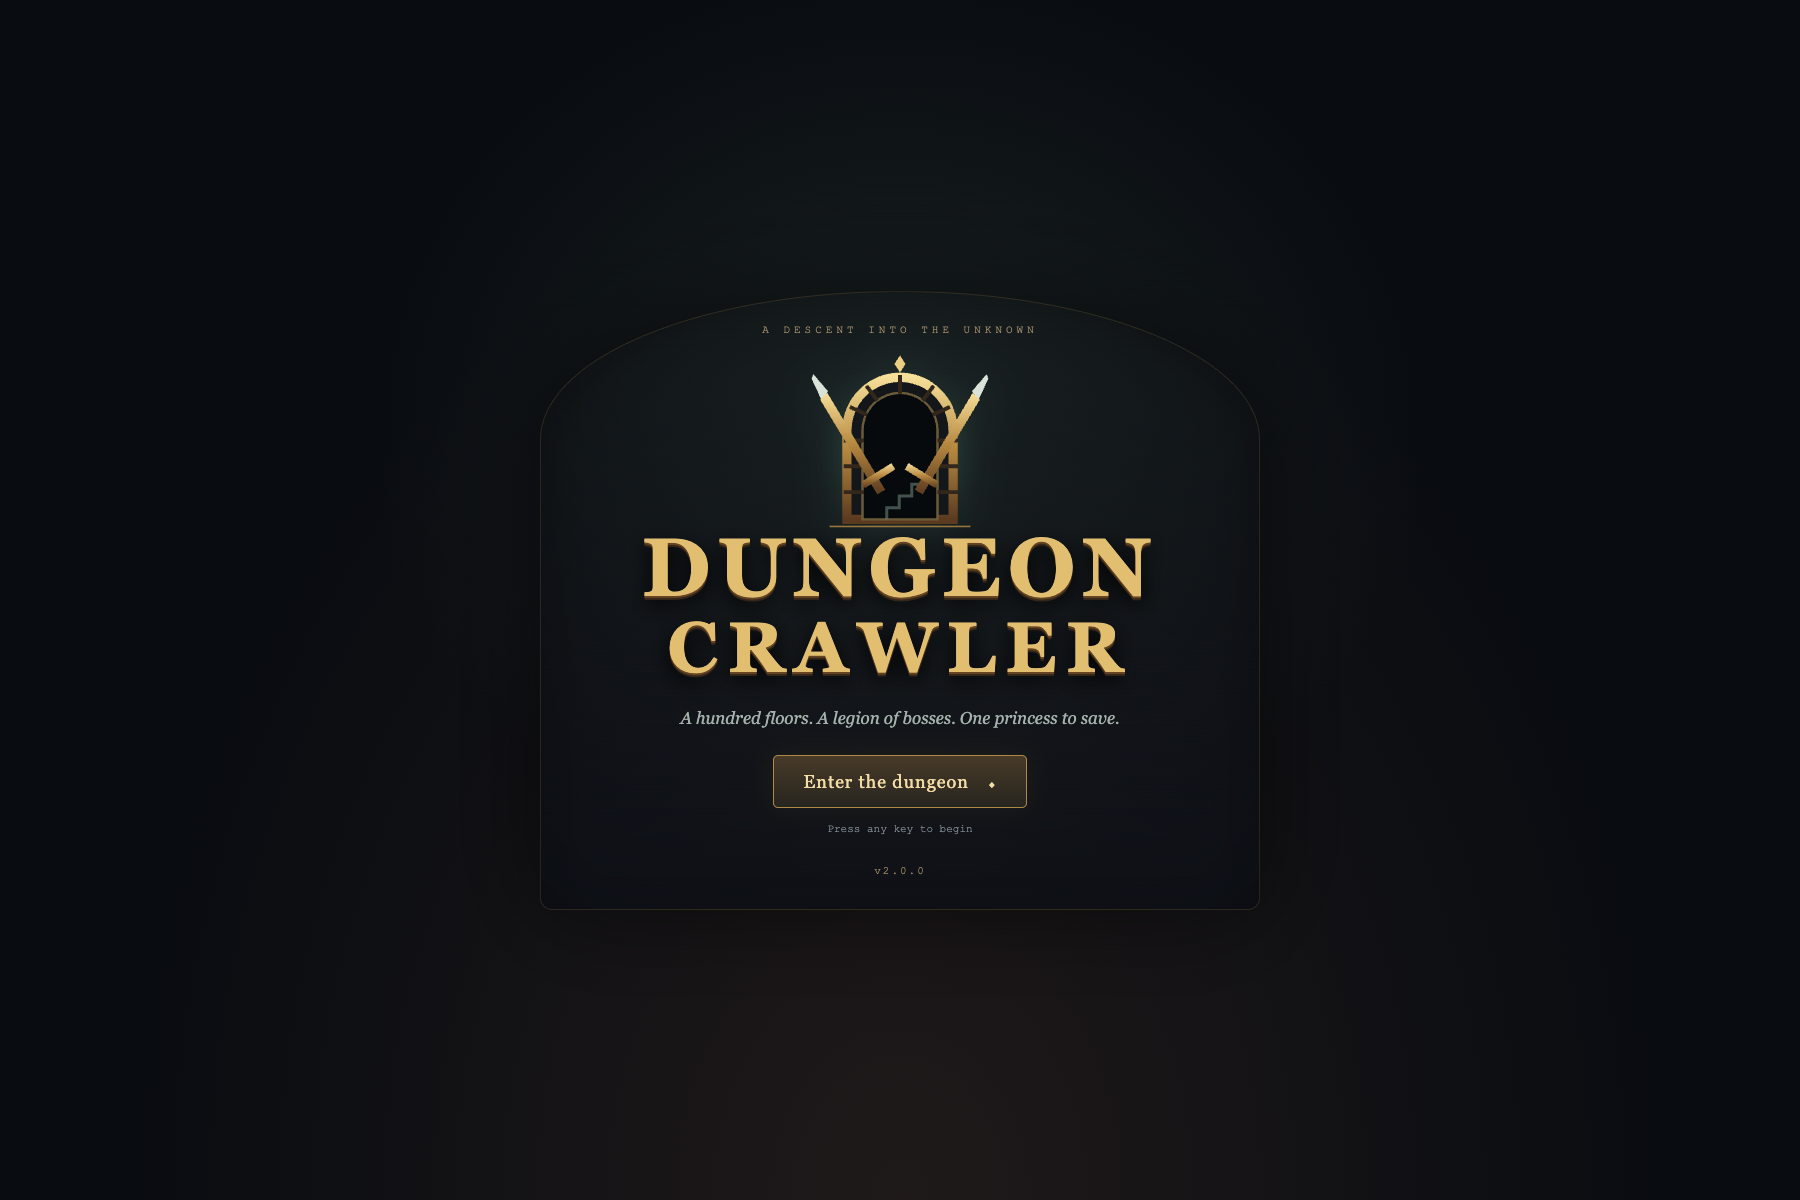 A DESCENT INTO THE UNKNOWN
DUNGEON
CRAWLER
A hundred floors. A legion of bosses. One princess to save.
Enter the dungeon
Press any key to begin
v2.0.0